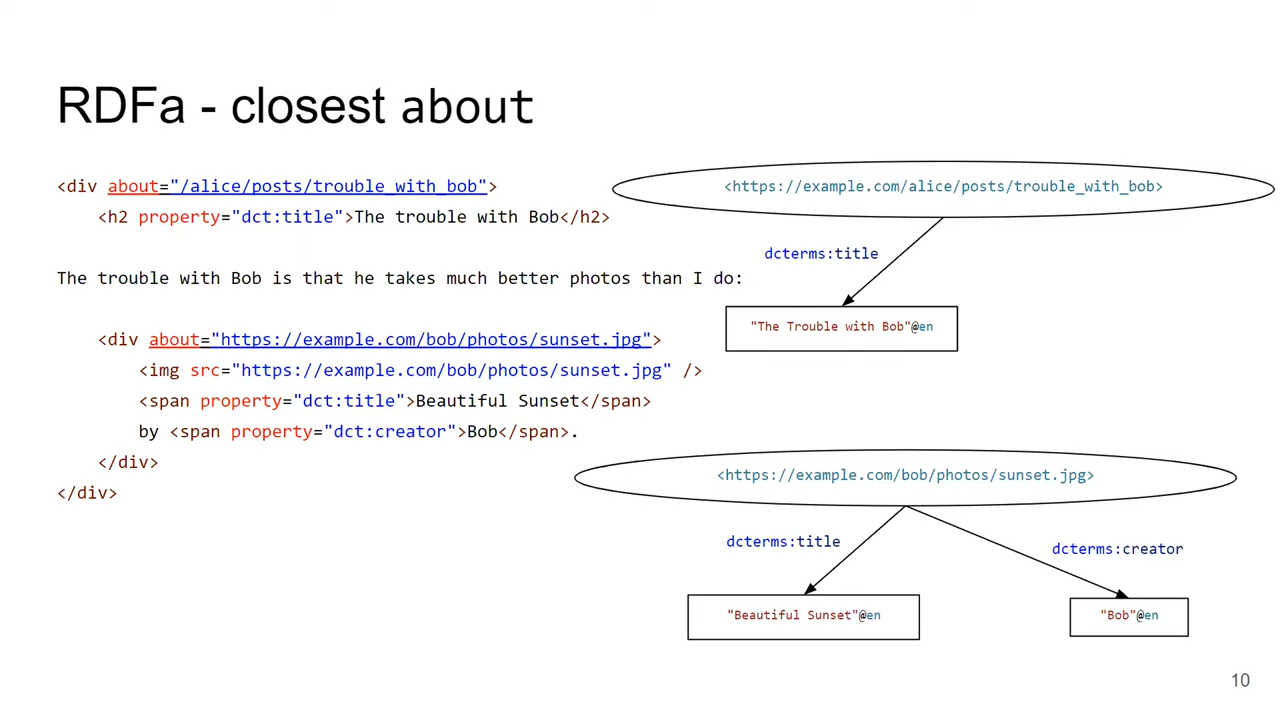 RDFa - closest about
<div about="/alice/posts/trouble_with_bob">
<h2 property="dct:title">The trouble with Bob</h2>
The trouble with Bob is that he takes much better photos than I do:
<div about="https://example.com/bob/photos/sunset.jpg">
<img src="https://example.com/bob/photos/sunset.jpg" />
<span property="dct:title">Beautiful Sunset</span>
by <span property="dct:creator">Bob</span>.
</div>
</div>
<https://example.com/alice/posts/trouble_with_bob>
dcterms:title
"The Trouble with Bob"@en
<https://example.com/bob/photos/sunset.jpg>
dcterms:title
dcterms:creator
"Beautiful Sunset"@en
"Bob"@en
10